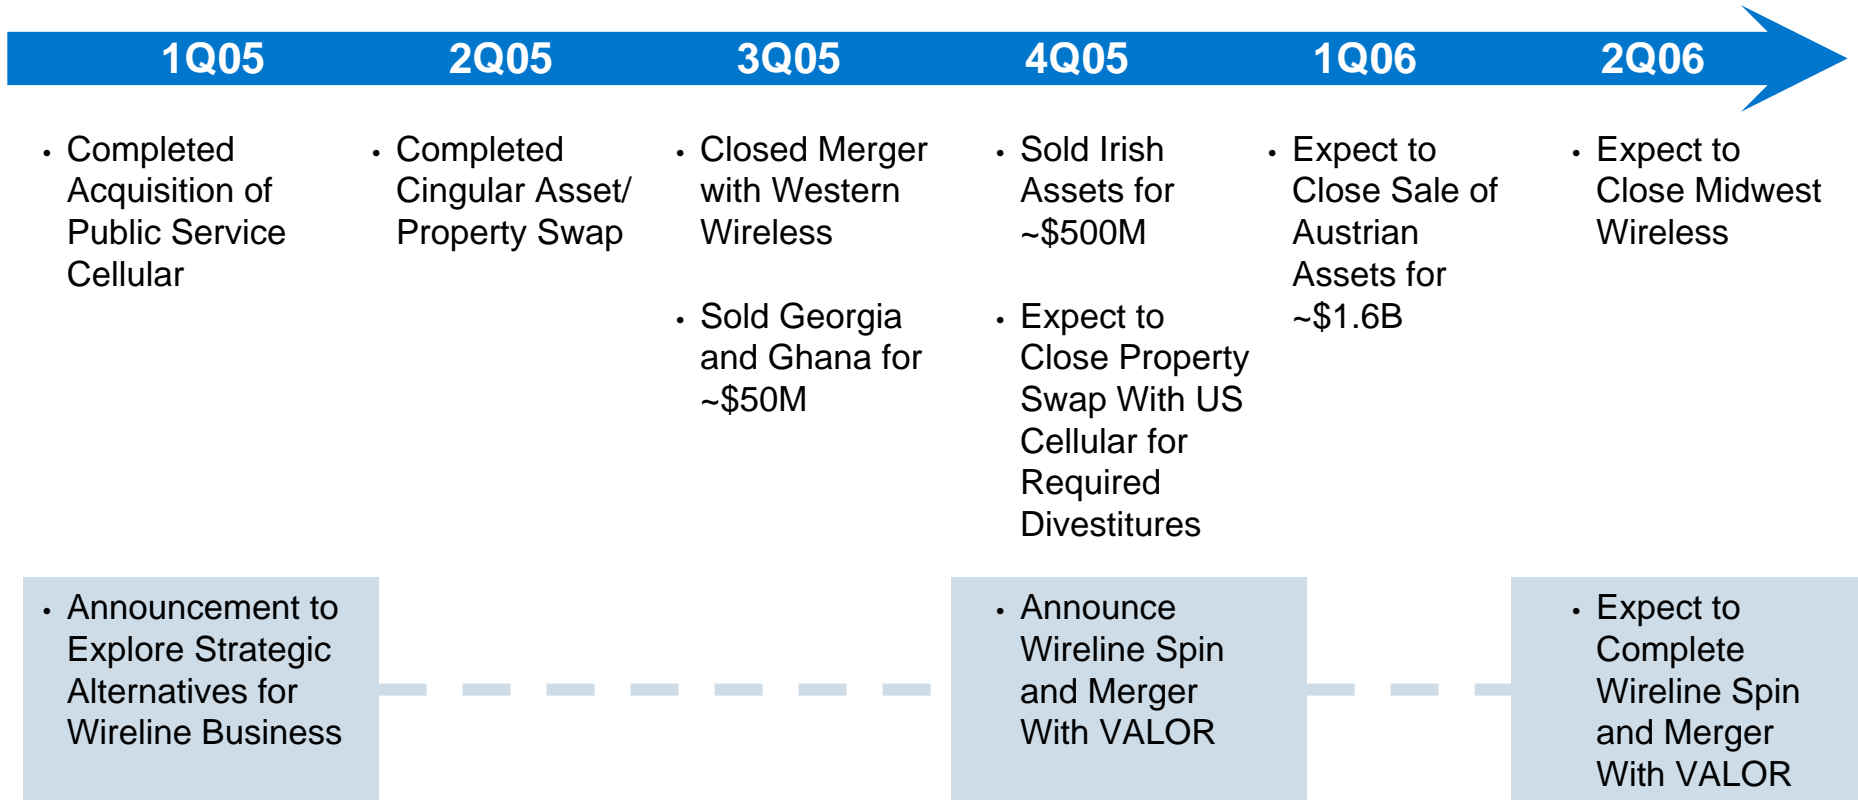 1Q05
2Q05
3Q05
4Q05
1Q06
2Q06
• Completed
Acquisition of
Public Service
Cellular
• Completed
Cingular Asset/
Property Swap
• Closed Merger
with Western
Wireless
• Sold Georgia
and Ghana for
~$50M
• Sold Irish
Assets for
~$500M
• Expect to
Close Property
Swap With US
Cellular for
Required
Divestitures
• Expect to
Close Sale of
Austrian
Assets for
~$1.6B
• Expect to
Close Midwest
Wireless
• Announcement to
Explore Strategic
Alternatives for
Wireline Business
• Announce
Wireline Spin
and Merger
With VALOR
• Expect to
Complete
Wireline Spin
and Merger
With VALOR